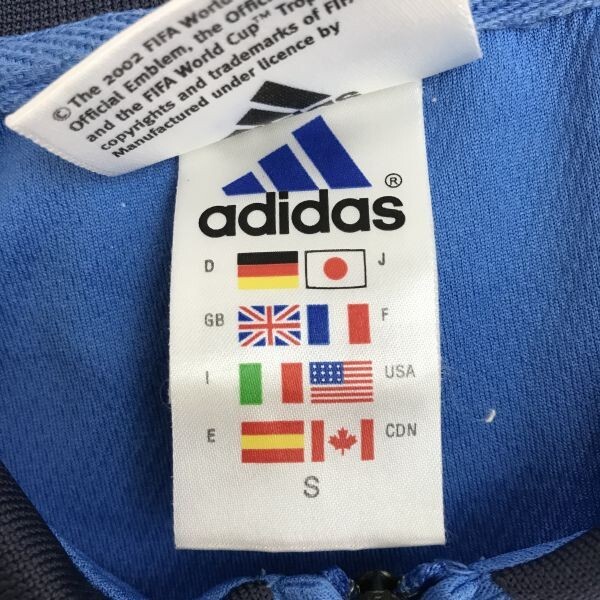 © The 2002 FIFA World
Official Emblem, the Official
and the FIFA World Cup™ Trop
copyrights and trademarks of FIF
Manufactured under licence by
adidas ®
D J
GB F
I USA
E CDN
S